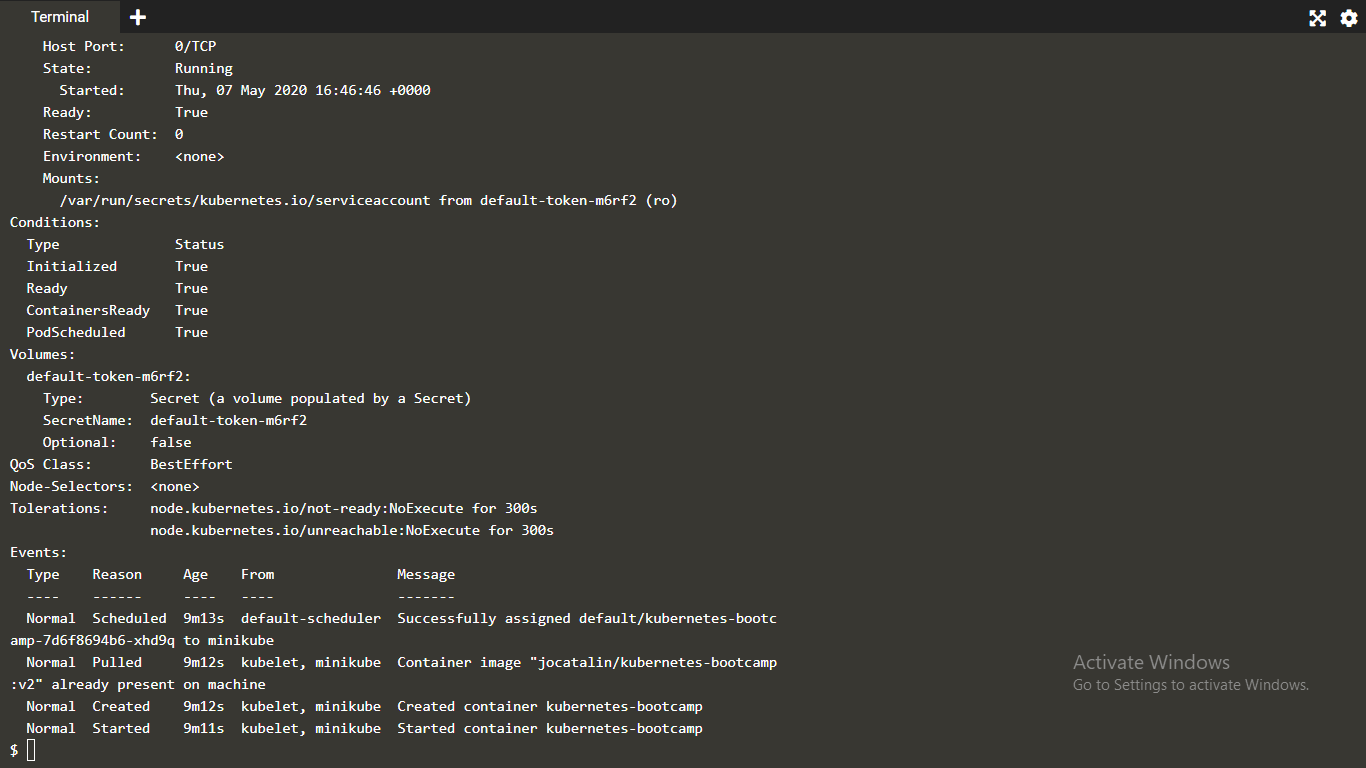 Terminal
Host Port:      0/TCP
State:          Running
Started:      Thu, 07 May 2020 16:46:46 +0000
Ready:          True
Restart Count:  0
Environment:    <none>
Mounts:
/var/run/secrets/kubernetes.io/serviceaccount from default-token-m6rf2 (ro)
Conditions:
Type              Status
Initialized       True
Ready             True
ContainersReady   True
PodScheduled      True
Volumes:
default-token-m6rf2:
Type:        Secret (a volume populated by a Secret)
SecretName:  default-token-m6rf2
Optional:    false
QoS Class:       BestEffort
Node-Selectors:  <none>
Tolerations:     node.kubernetes.io/not-ready:NoExecute for 300s
node.kubernetes.io/unreachable:NoExecute for 300s
Events:
Type    Reason     Age    From               Message
----    ------     ----   ----               -------
Normal  Scheduled  9m13s  default-scheduler  Successfully assigned default/kubernetes-bootc
amp-7d6f8694b6-xhd9q to minikube
Normal  Pulled     9m12s  kubelet, minikube  Container image "jocatalin/kubernetes-bootcamp
:v2" already present on machine
Normal  Created    9m12s  kubelet, minikube  Created container kubernetes-bootcamp
Normal  Started    9m11s  kubelet, minikube  Started container kubernetes-bootcamp
$
Activate Windows
Go to Settings to activate Windows.